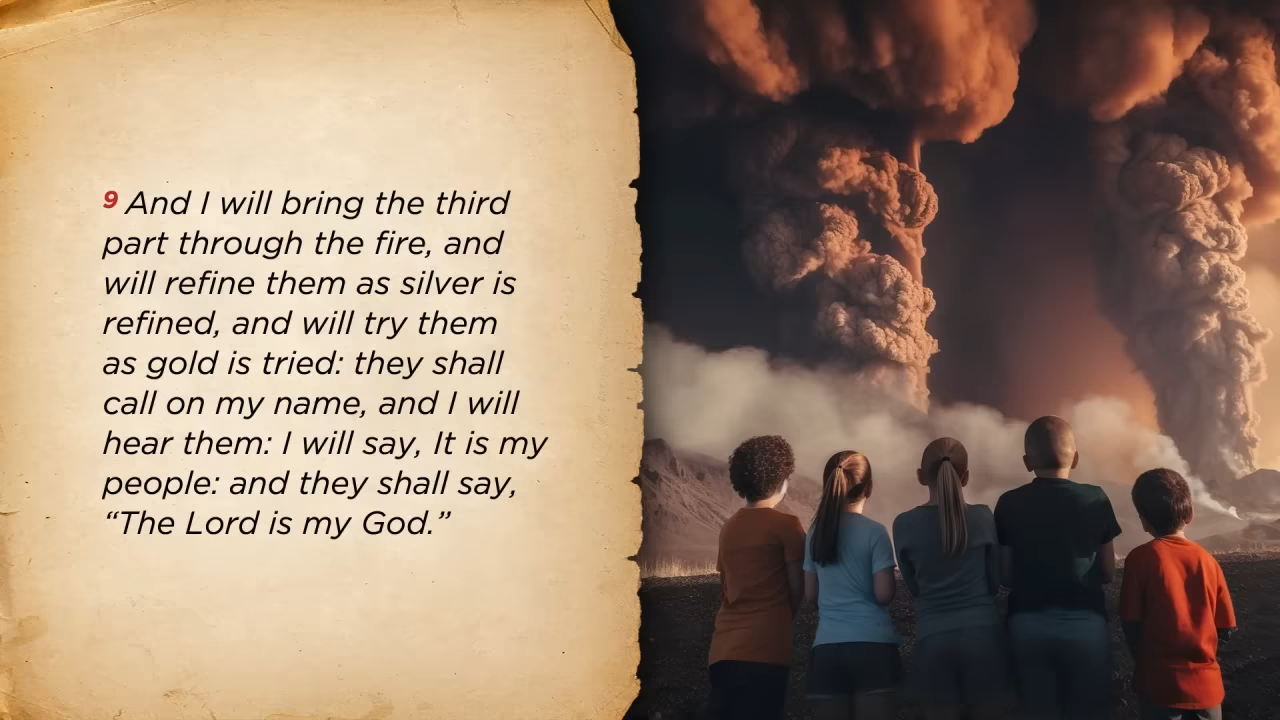 9 And I will bring the third
part through the fire, and
will refine them as silver is
refined, and will try them
as gold is tried: they shall
call on my name, and I will
hear them: I will say, It is my
people: and they shall say,
“The Lord is my God.”